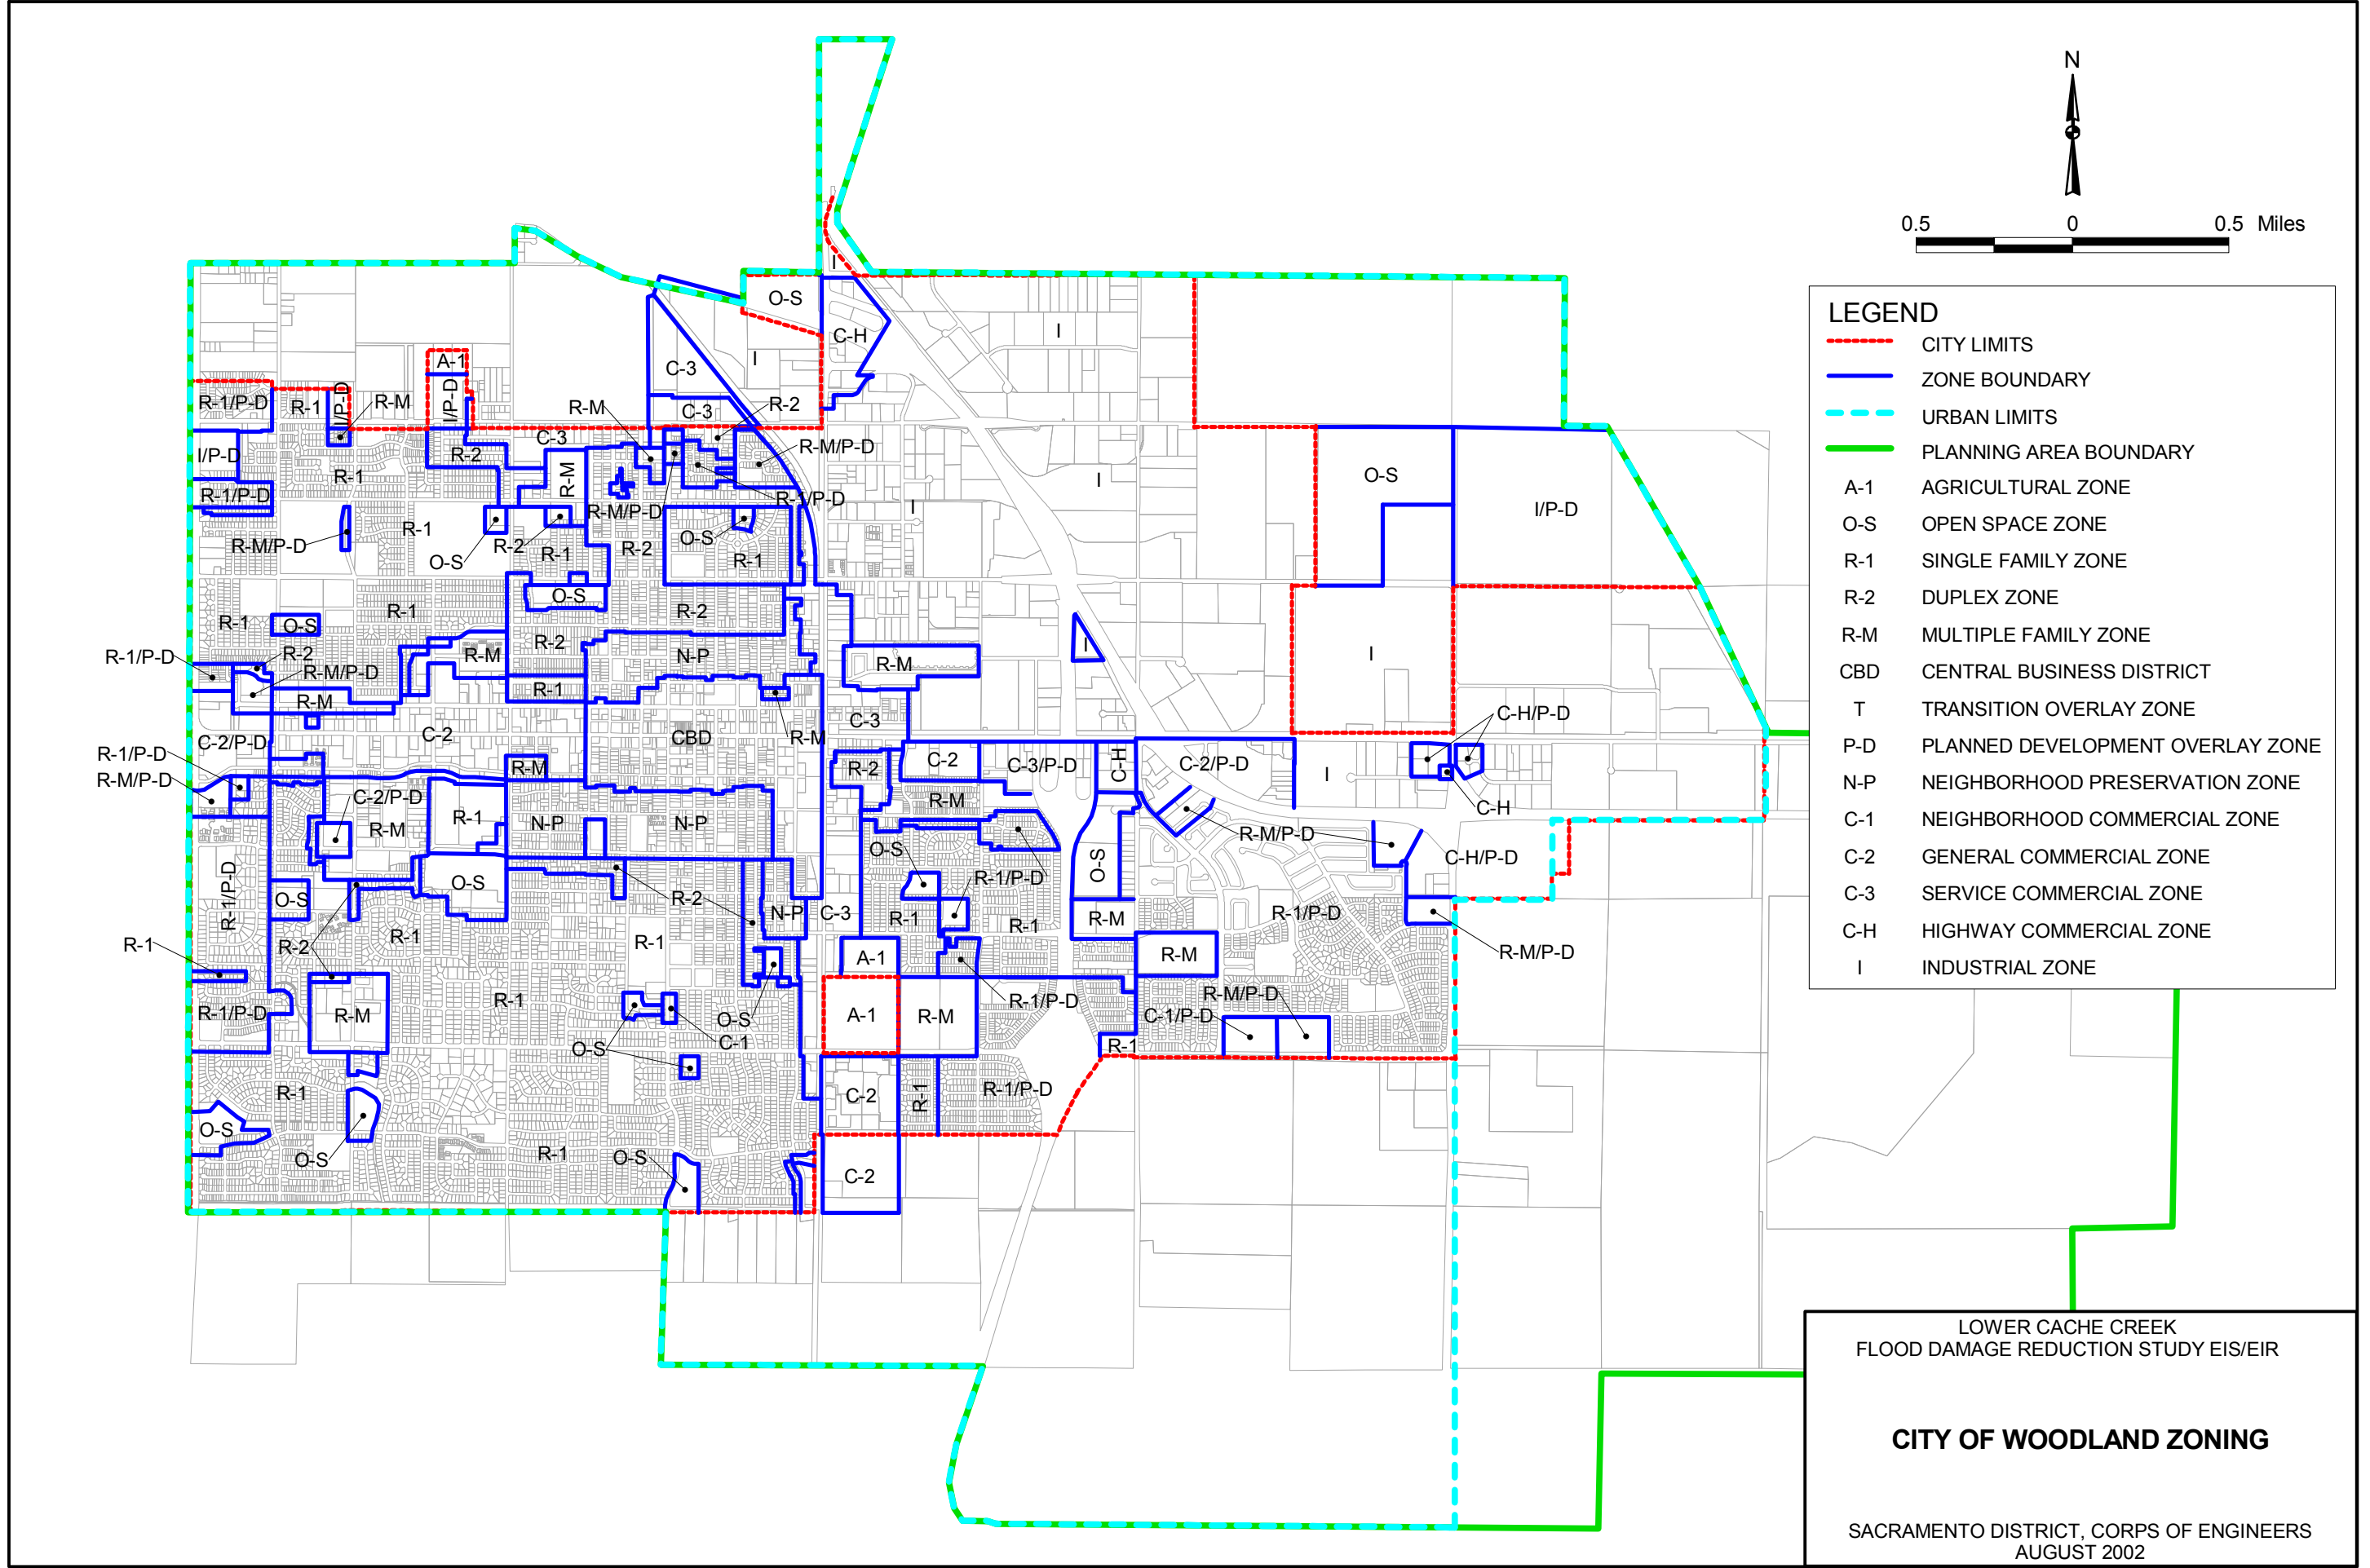 N
0.5 0 0.5 Miles
LEGEND
CITY LIMITS
ZONE BOUNDARY
URBAN LIMITS
PLANNING AREA BOUNDARY
A-1 AGRICULTURAL ZONE
O-S OPEN SPACE ZONE
R-1 SINGLE FAMILY ZONE
R-2 DUPLEX ZONE
R-M MULTIPLE FAMILY ZONE
CBD CENTRAL BUSINESS DISTRICT
T TRANSITION OVERLAY ZONE
P-D PLANNED DEVELOPMENT OVERLAY ZONE
N-P NEIGHBORHOOD PRESERVATION ZONE
C-1 NEIGHBORHOOD COMMERCIAL ZONE
C-2 GENERAL COMMERCIAL ZONE
C-3 SERVICE COMMERCIAL ZONE
C-H HIGHWAY COMMERCIAL ZONE
I INDUSTRIAL ZONE
I
O-S
C-H
I
I
A-1
C-3
R-1/P-D
R-1
I/P-D
R-M
I/P-D
R-M
C-3
R-2
C-3
R-M/P-D
I/P-D
R-1
R-2
R-M
R-1/P-D
R-1/P-D
R-M/P-D
I
I
O-S
I/P-D
R-M/P-D
R-1
O-S
R-2
R-1
R-2
O-S
R-1
O-S
R-1
R-1
O-S
R-2
R-2
I
I
R-1/P-D
R-2
R-M/P-D
R-M
N-P
R-M
R-M
R-1
C-2/P-D
C-2
CBD
R-M
C-3
C-H/P-D
R-1/P-D
R-M/P-D
R-M
R-2
C-2
C-3/P-D
C-H
C-2/P-D
I
C-H
C-2/P-D
R-M
R-1
N-P
N-P
R-M
R-M/P-D
O-S
C-H/P-D
R-1/P-D
O-S
O-S
R-2
N-P
C-3
R-1/P-D
O-S
R-1
R-1
R-M
R-1/P-D
R-1
R-2
R-1
R-1
A-1
R-M
R-M/P-D
R-1/P-D
R-M
R-1
O-S
C-1
A-1
R-M
R-1/P-D
R-M/P-D
C-1/P-D
R-1
O-S
R-1
C-2
R-1
R-1/P-D
O-S
O-S
R-1
O-S
C-2
LOWER CACHE CREEK
FLOOD DAMAGE REDUCTION STUDY EIS/EIR
CITY OF WOODLAND ZONING
SACRAMENTO DISTRICT, CORPS OF ENGINEERS
AUGUST 2002